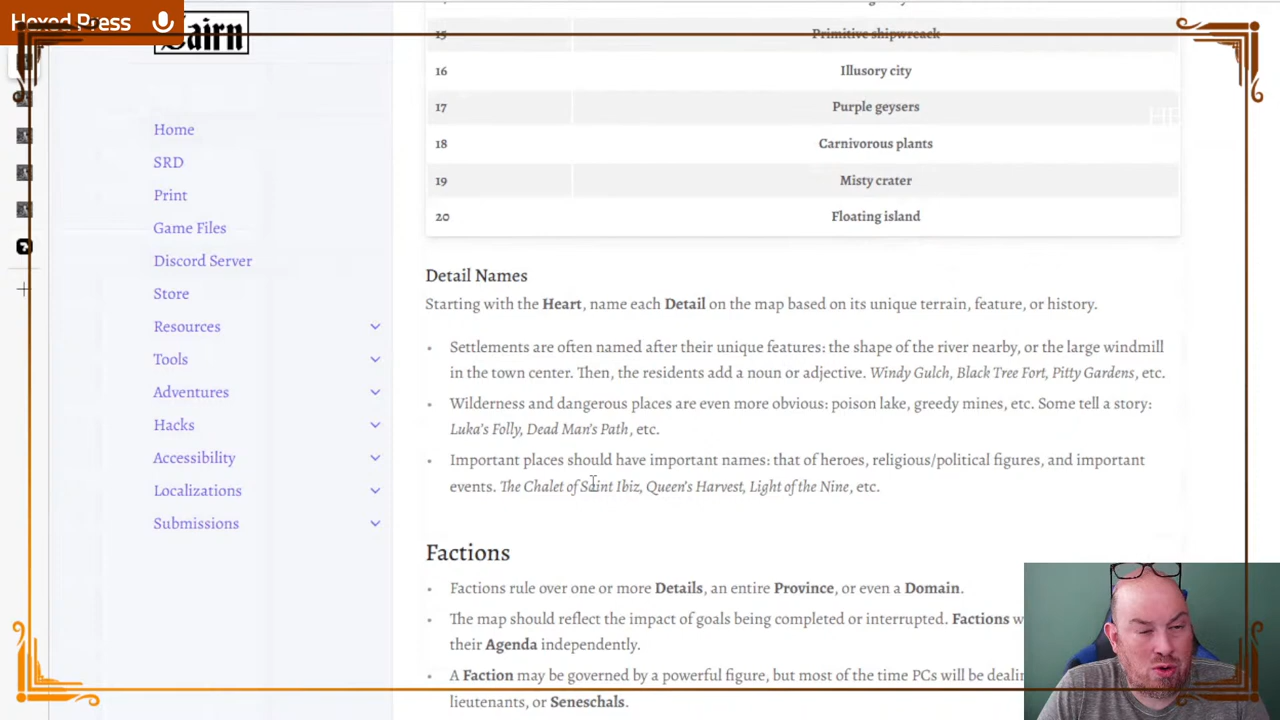 Hexed Press
Cairn
Home
SRD
Print
Game Files
Discord Server
Store
Resources
Tools
Adventures
Hacks
Accessibility
Localizations
Submissions
15 Primitive shipwreack
16 Illusory city
17 Purple geysers
18 Carnivorous plants
19 Misty crater
20 Floating island
Detail Names
Starting with the Heart, name each Detail on the map based on its unique terrain, feature, or history.
• Settlements are often named after their unique features: the shape of the river nearby, or the large windmill
in the town center. Then, the residents add a noun or adjective. Windy Gulch, Black Tree Fort, Pitty Gardens, etc.
• Wilderness and dangerous places are even more obvious: poison lake, greedy mines, etc. Some tell a story:
Luka's Folly, Dead Man's Path, etc.
• Important places should have important names: that of heroes, religious/political figures, and important
events. The Chalet of Saint Ibiz, Queen's Harvest, Light of the Nine, etc.
Factions
• Factions rule over one or more Details, an entire Province, or even a Domain.
• The map should reflect the impact of goals being completed or interrupted. Factions
their Agenda independently.
• A Faction may be governed by a powerful figure, but most of the time PCs will be
lieutenants, or Seneschals.